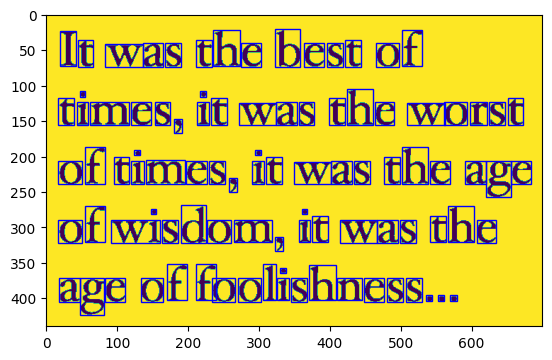 It was the best of
times, it was the worst
of times, it was the age
of wisdom, it was the
age of foolishness...
0
50
100
150
200
250
300
350
400
0 100 200 300 400 500 600